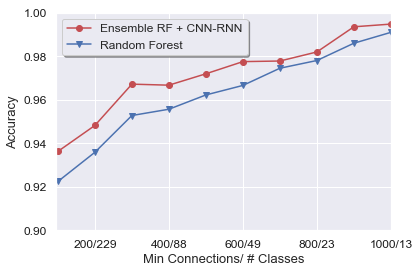 1.00
Ensemble RF + CNN-RNN
Random Forest
0.98
0.96
0.94
0.92
0.90
Accuracy
200/229
400/88
600/49
800/23
1000/13
Min Connections/ # Classes